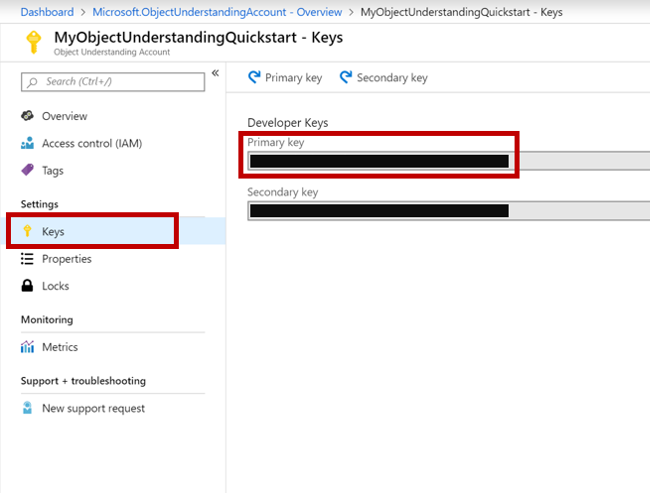 Dashboard > Microsoft.ObjectUnderstandingAccount - Overview > MyObjectUnderstandingQuickstart - Keys
MyObjectUnderstandingQuickstart - Keys
Object Understanding Account
Search (Ctrl+/)
«
Overview
Access control (IAM)
Tags
Settings
Keys
Properties
Locks
Monitoring
Metrics
Support + troubleshooting
New support request
Primary key
Secondary key
Developer Keys
Primary key
Secondary key